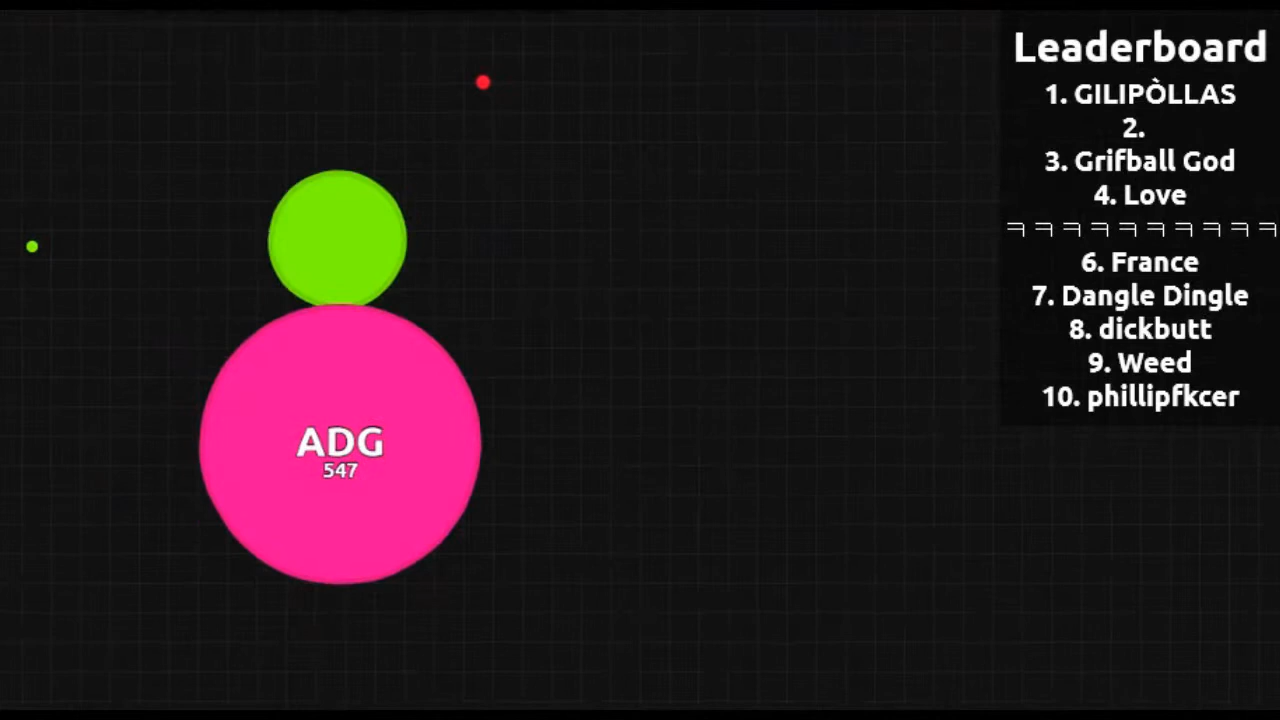 Leaderboard
1. GILIPÒLLAS
2.
3. Grifball God
4. Love
ㅋㅋㅋㅋㅋㅋㅋㅋㅋㅋ
6. France
7. Dangle Dingle
8. dickbutt
9. Weed
10. phillipfkcer
ADG
547